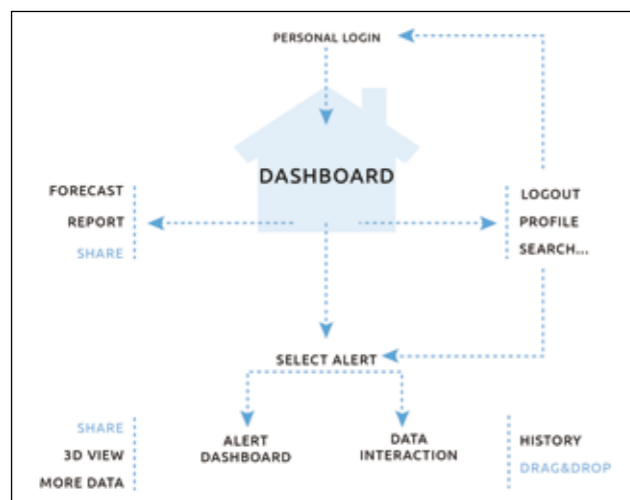 PERSONAL LOGIN
DASHBOARD
FORECAST
REPORT
SHARE
LOGOUT
PROFILE
SEARCH...
SELECT ALERT
SHARE
3D VIEW
MORE DATA
ALERT
DASHBOARD
DATA
INTERACTION
HISTORY
DRAG&DROP